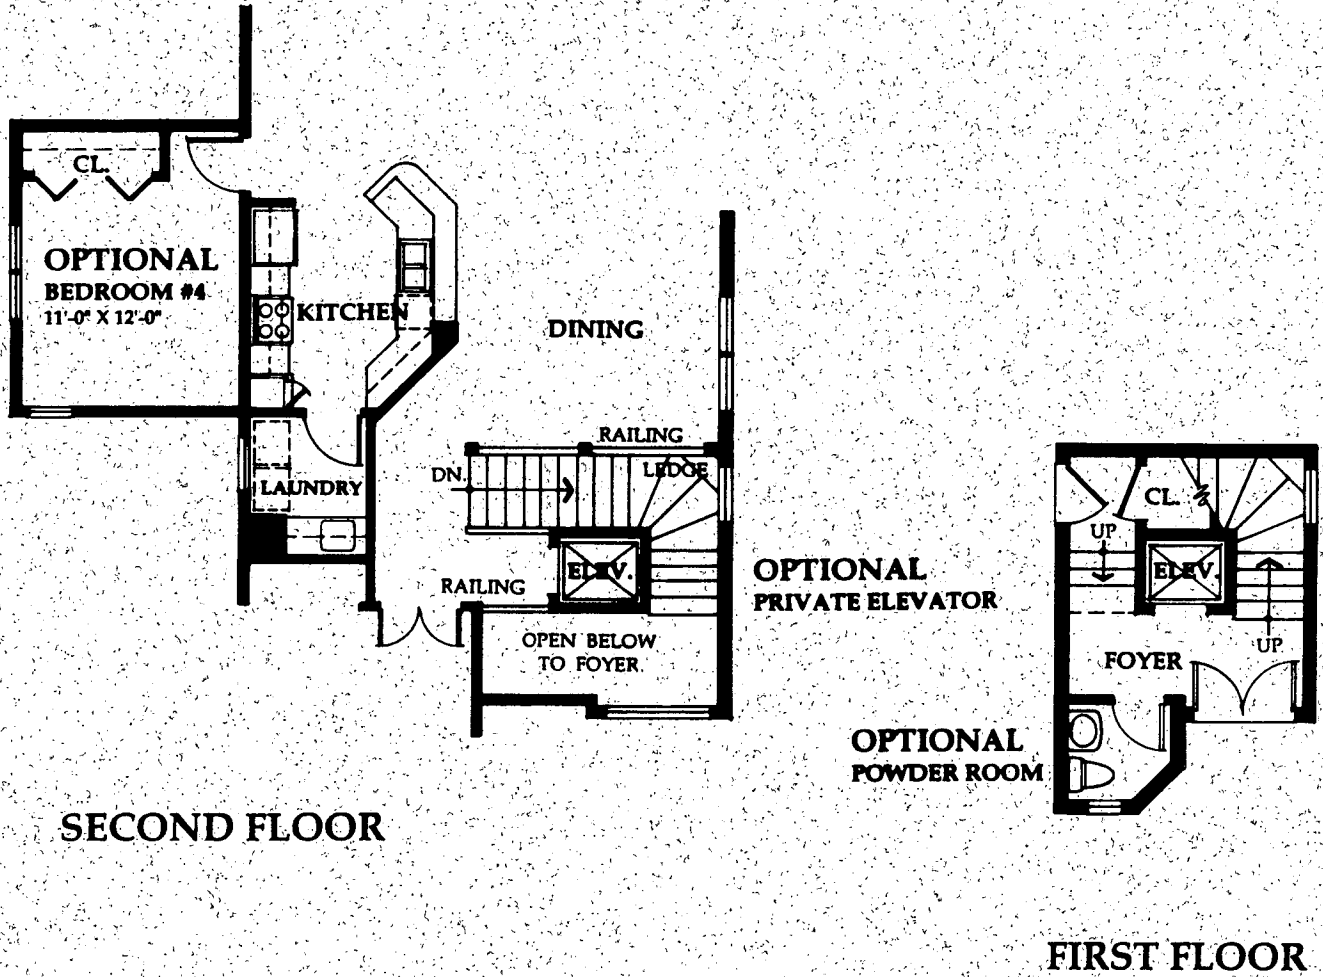 CL.
OPTIONAL
BEDROOM #4
11'-0" X 12'-0"
KITCHEN
DINING
RAILING
LEDGE
DN.
LAUNDRY
ELEV.
RAILING
OPEN BELOW
TO FOYER
OPTIONAL
PRIVATE ELEVATOR
SECOND FLOOR
CL.
UP
ELEV.
UP
FOYER
OPTIONAL
POWDER ROOM
FIRST FLOOR